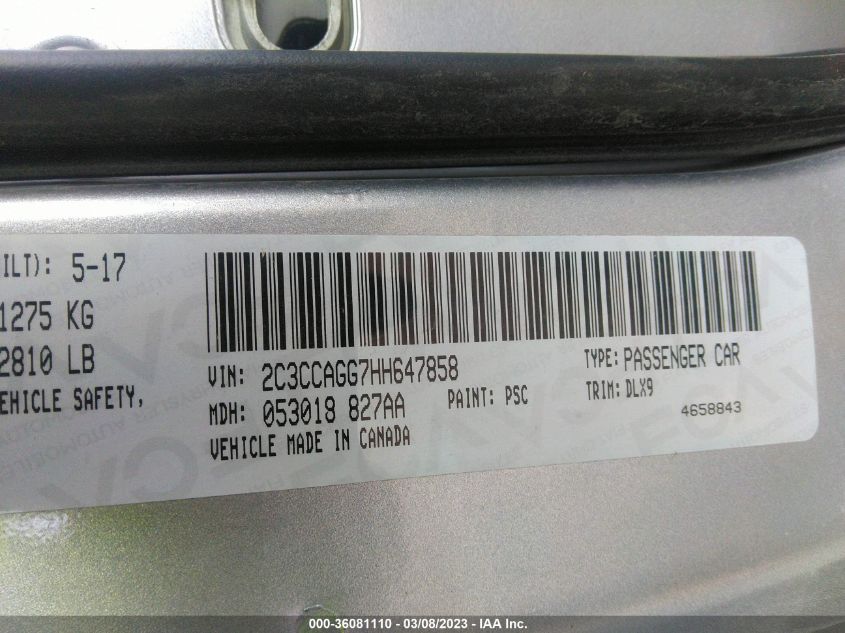 ILT): 5-17
1275 KG
2810 LB
EHICLE SAFETY,
VIN: 2C3CCAGG7HH647858
TYPE: PASSENGER CAR
MDH: 053018 827AA
PAINT: PSC
TRIM: DLX9
VEHICLE MADE IN CANADA
4658843
000-36081110 - 03/08/2023 - IAA Inc.